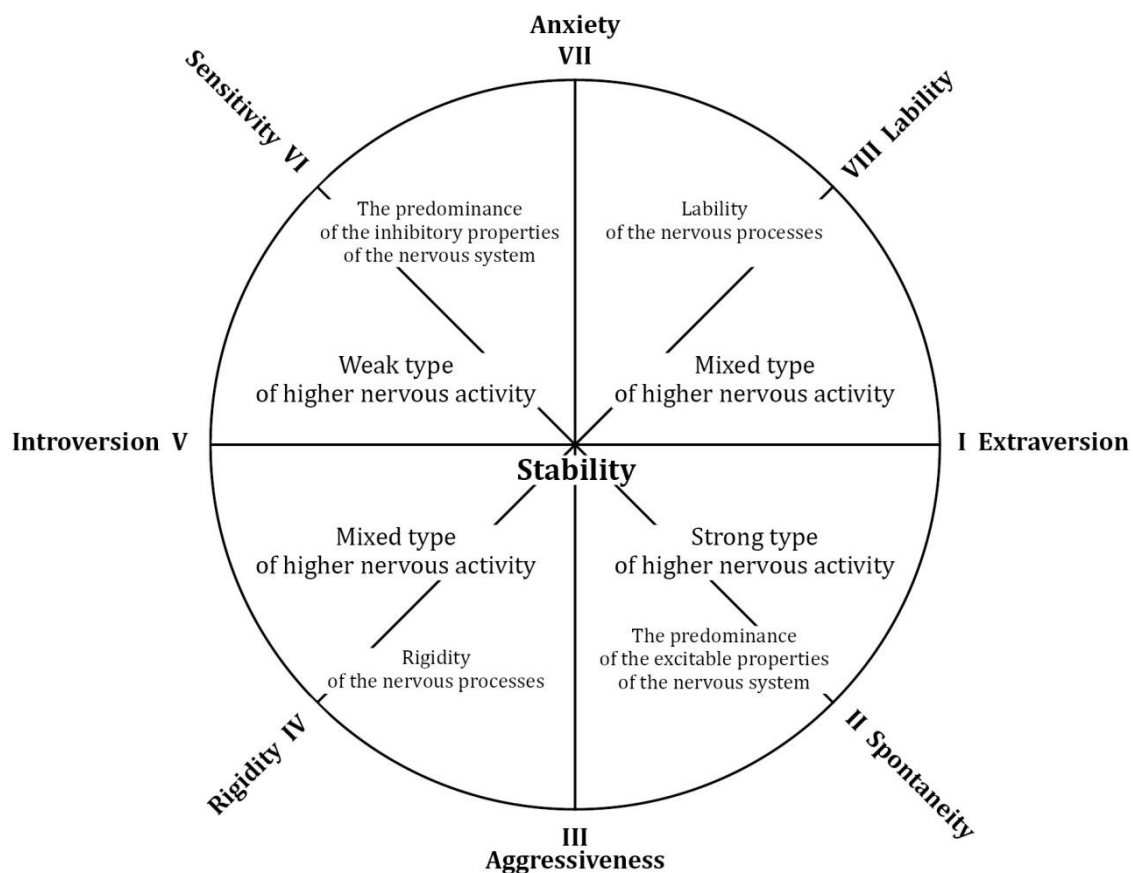 Anxiety
VII
Sensitivity VI
VIII Lability
The predominance
of the inhibitory properties
of the nervous system
Lability
of the nervous processes
Weak type
of higher nervous activity
Mixed type
of higher nervous activity
Introversion V
I Extraversion
Stability
Mixed type
of higher nervous activity
Strong type
of higher nervous activity
Rigidity
of the nervous processes
The predominance
of the excitable properties
of the nervous system
Rigidity IV
II Spontaneity
III
Aggressiveness